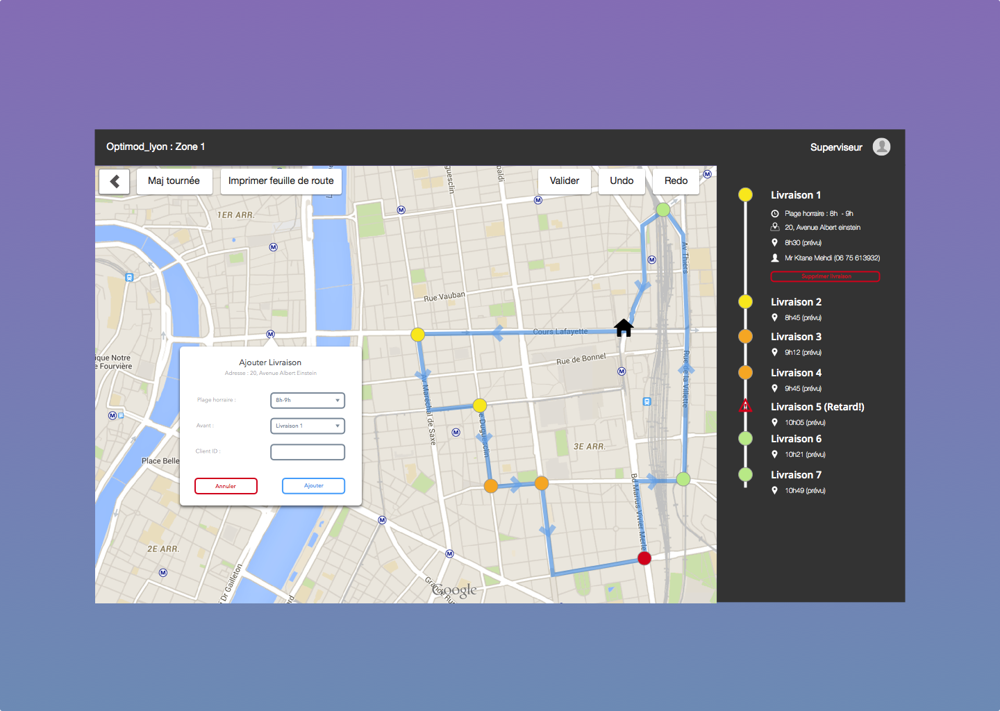 Optimod_lyon : Zone 1
Superviseur
Maj tournée
Imprimer feuille de route
Valider
Undo
Redo
M
1ER ARR.
Rue Vauban
Cours Lafayette
Rue de Bonnel
Av Thiers
Rue de la Villette
Av. Maréchal de Saxe
e Duguesclin
3E ARR.
Bd Marius Vivier Merle
ique Notre
e Fourvière
Place Belle
2E ARR.
i Dr Gailleton
Grande Rue
Google
uguesclin
Ajouter Livraison
Adresse : 20, Avenue Albert Einstein
Plage horraire :
8h-9h
Avant :
Livraison 1
Client ID :
Annuler
Ajouter
Livraison 1
Plage horraire : 8h - 9h
20, Avenue Albert einstein
8h30 (prévu)
Mr Kitane Mehdi (06 75 613932)
Supprimer livraison
Livraison 2
8h45 (prévu)
Livraison 3
9h12 (prévu)
Livraison 4
9h45 (prévu)
Livraison 5 (Retard!)
10h05 (prévu)
Livraison 6
10h21 (prévu)
Livraison 7
10h49 (prévu)